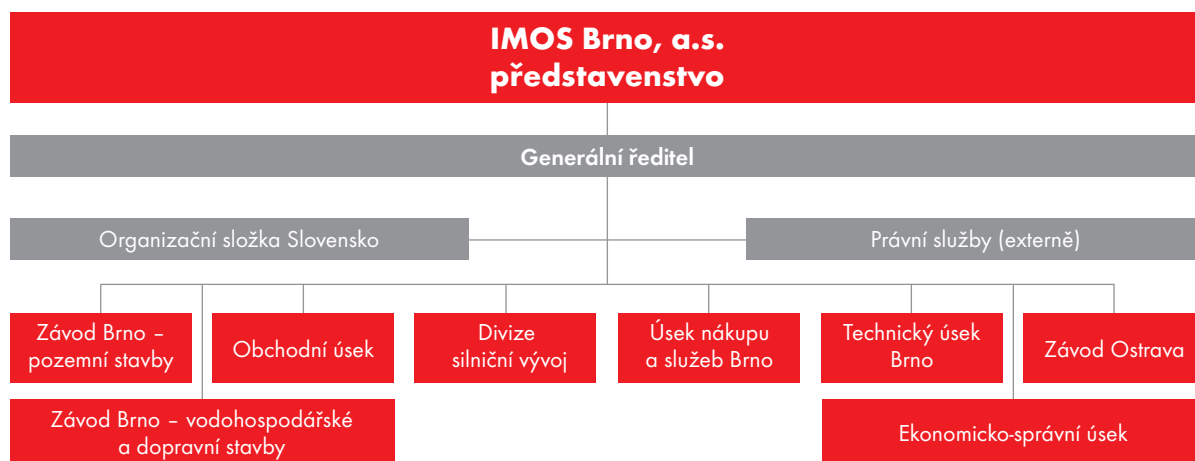 IMOS Brno, a.s.
představenstvo
Generální ředitel
Organizační složka Slovensko
Právní služby (externě)
Závod Brno –
pozemní stavby
Obchodní úsek
Divize
silniční vývoj
Úsek nákupu
a služeb Brno
Technický úsek
Brno
Závod Ostrava
Závod Brno – vodohospodářské
a dopravní stavby
Ekonomicko-správní úsek